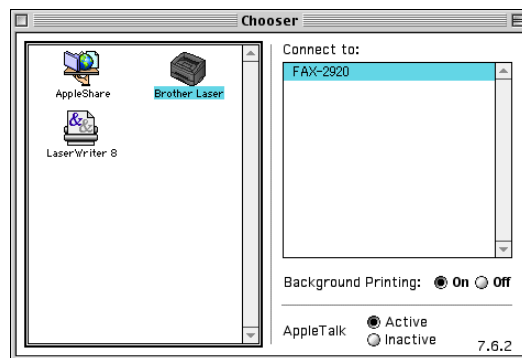 Chooser
AppleShare
Brother Laser
&&
LaserWriter 8
Connect to:
FAX-2920
Background Printing: On Off
AppleTalk
Active
Inactive
7.6.2